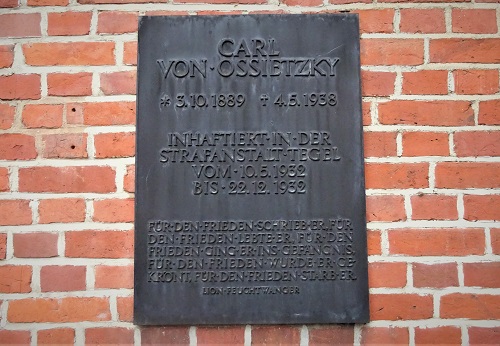 CARL
VON·OSSIETZKY
* 3.10.1889 † 4.5.1938
INHAFTIERT·IN·DER
STRAFANSTALT·TEGEL
VOM·10.5.1932
BIS·22.12.1932
FÜR·DEN·FRIEDEN·SCHRIEB·ER,FÜR
DEN·FRIEDEN·LEBTE·ER, FÜR·DEN
FRIEDEN·GING·ER·INS·GEFÄNGNIS,
FÜR·DEN·FRIEDEN·WURDE·ER·GE-
KRÖNT, FÜR·DEN·FRIEDEN·STARB·ER.
LION·FEUCHTWANGER